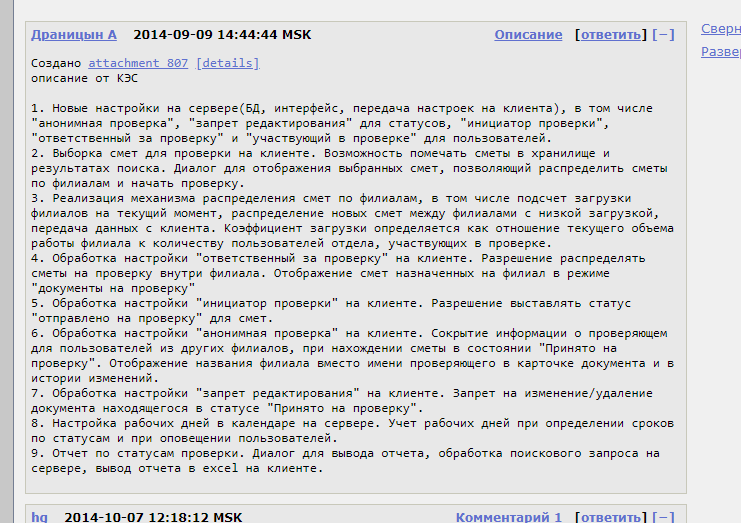 Драницын А 2014-09-09 14:44:44 MSK Описание [ответить] [−]
Создано attachment 807 [details]
описание от КЭС
1. Новые настройки на сервере(БД, интерфейс, передача настроек на клиента), в том числе
"анонимная проверка", "запрет редактирования" для статусов, "инициатор проверки",
"ответственный за проверку" и "участвующий в проверке" для пользователей.
2. Выборка смет для проверки на клиенте. Возможность помечать сметы в хранилище и
результатах поиска. Диалог для отображения выбранных смет, позволяющий распределить сметы
по филиалам и начать проверку.
3. Реализация механизма распределения смет по филиалам, в том числе подсчет загрузки
филиалов на текущий момент, распределение новых смет между филиалами с низкой загрузкой,
передача данных с клиента. Коэффициент загрузки определяется как отношение текущего объема
работы филиала к количеству пользователей отдела, участвующих в проверке.
4. Обработка настройки "ответственный за проверку" на клиенте. Разрешение распределять
сметы на проверку внутри филиала. Отображение смет назначенных на филиал в режиме
"документы на проверку"
5. Обработка настройки "инициатор проверки" на клиенте. Разрешение выставлять статус
"отправлено на проверку" для смет.
6. Обработка настройки "анонимная проверка" на клиенте. Сокрытие информации о проверяющем
для пользователей из других филиалов, при нахождении сметы в состоянии "Принято на
проверку". Отображение названия филиала вместо имени проверяющего в карточке документа и в
истории изменений.
7. Обработка настройки "запрет редактирования" на клиенте. Запрет на изменение/удаление
документа находящегося в статусе "Принято на проверку".
8. Настройка рабочих дней в календаре на сервере. Учет рабочих дней при определении сроков
по статусам и при оповещении пользователей.
9. Отчет по статусам проверки. Диалог для вывода отчета, обработка поискового запроса на
сервере, вывод отчета в excel на клиенте.
hg 2014-10-07 12:18:12 MSK Комментарий 1 [ответить] [−]
Сверн
Развер